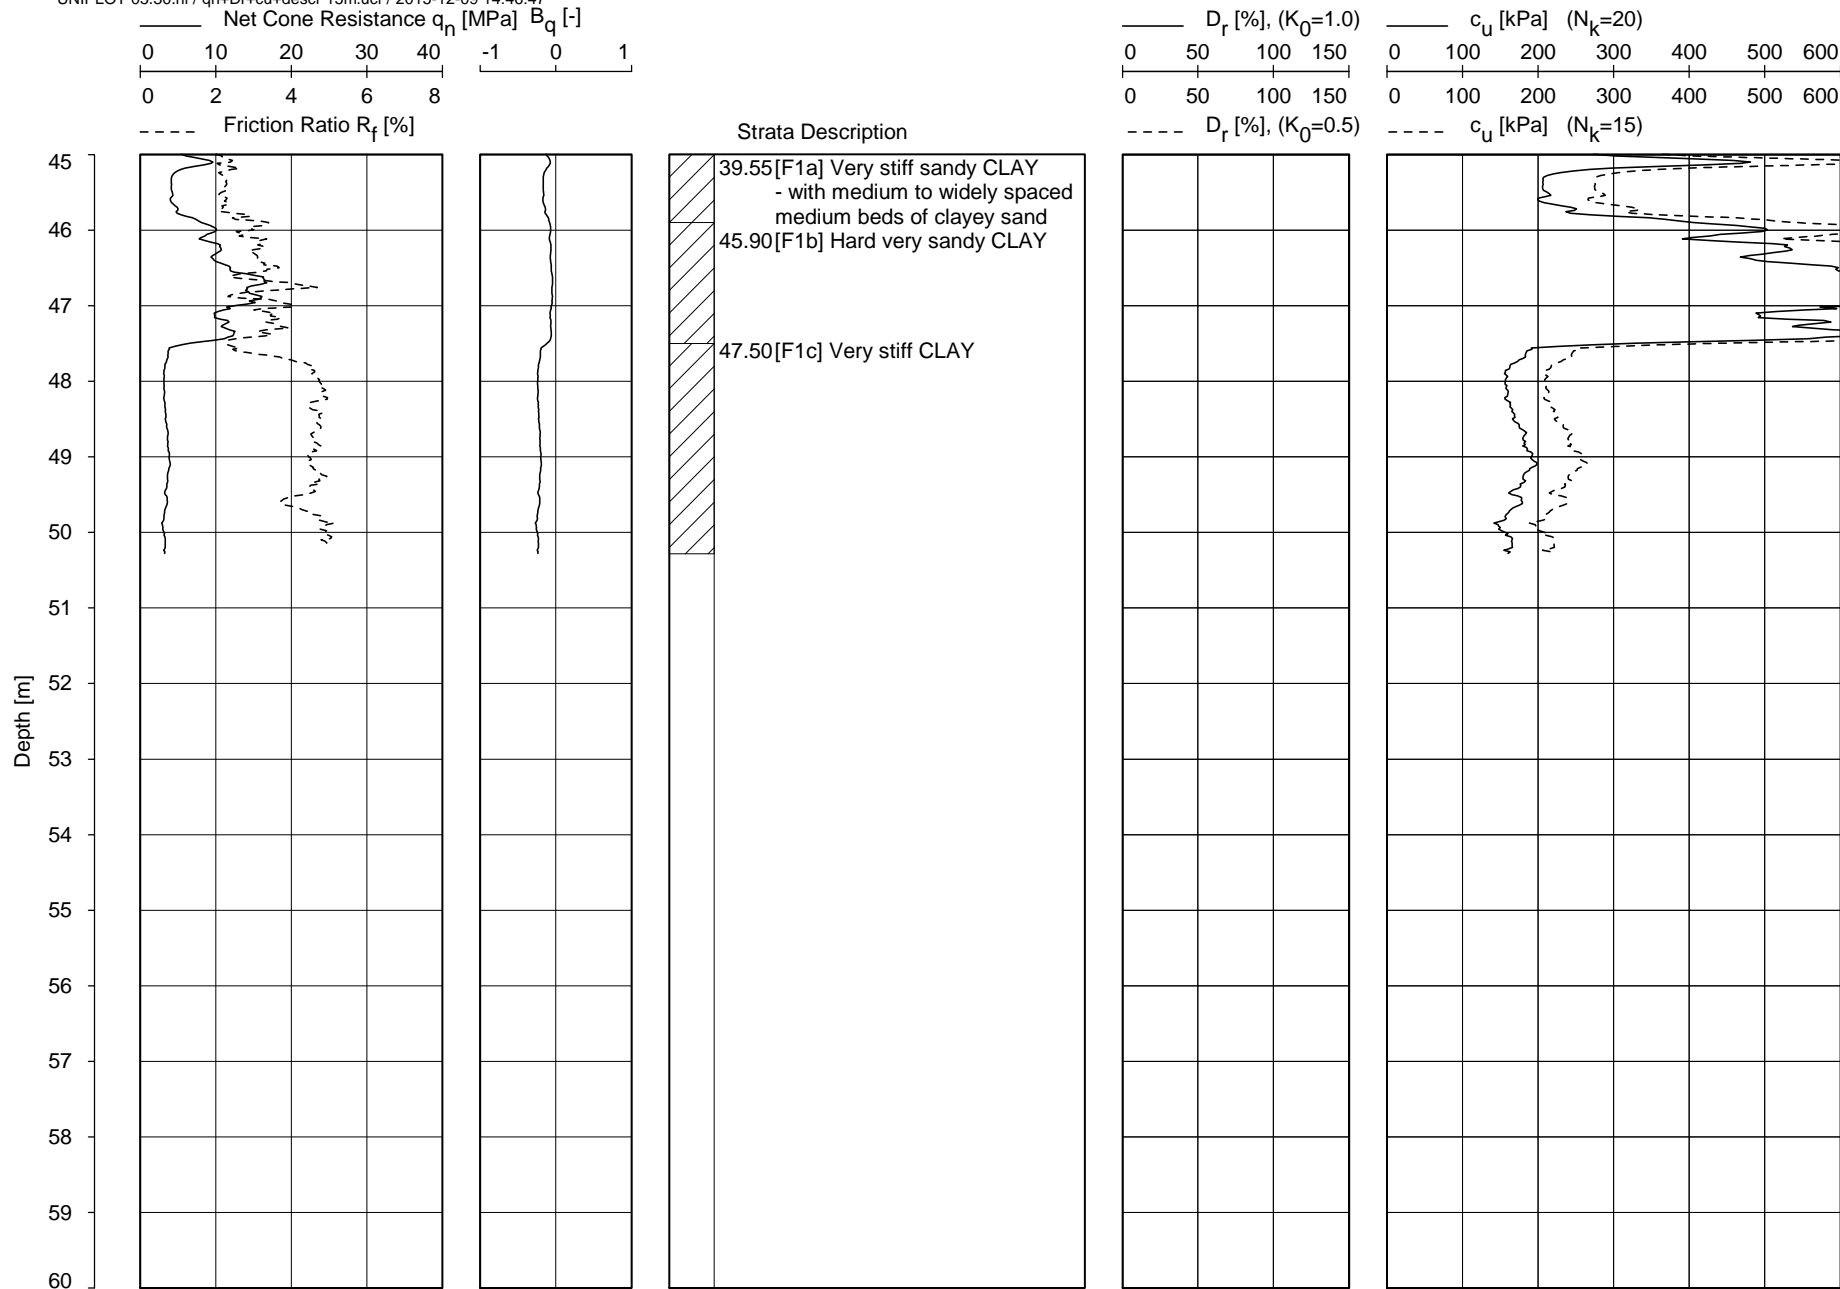 Net Cone Resistance qn [MPa] Bq [-] Dr [%], (K0=1.0) cu [kPa] (Nk=20)
0 10 20 30 40 -1 0 1 0 50 100 150 0 100 200 300 400 500 600
0 2 4 6 8 0 50 100 150 0 100 200 300 400 500 600
Friction Ratio Rf [%] Dr [%], (K0=0.5) cu [kPa] (Nk=15)
Strata Description
45
39.55 [F1a] Very stiff sandy CLAY
- with medium to widely spaced
medium beds of clayey sand
46
45.90 [F1b] Hard very sandy CLAY
47
47.50 [F1c] Very stiff CLAY
48
49
50
51
52
Depth [m]
53
54
55
56
57
58
59
60